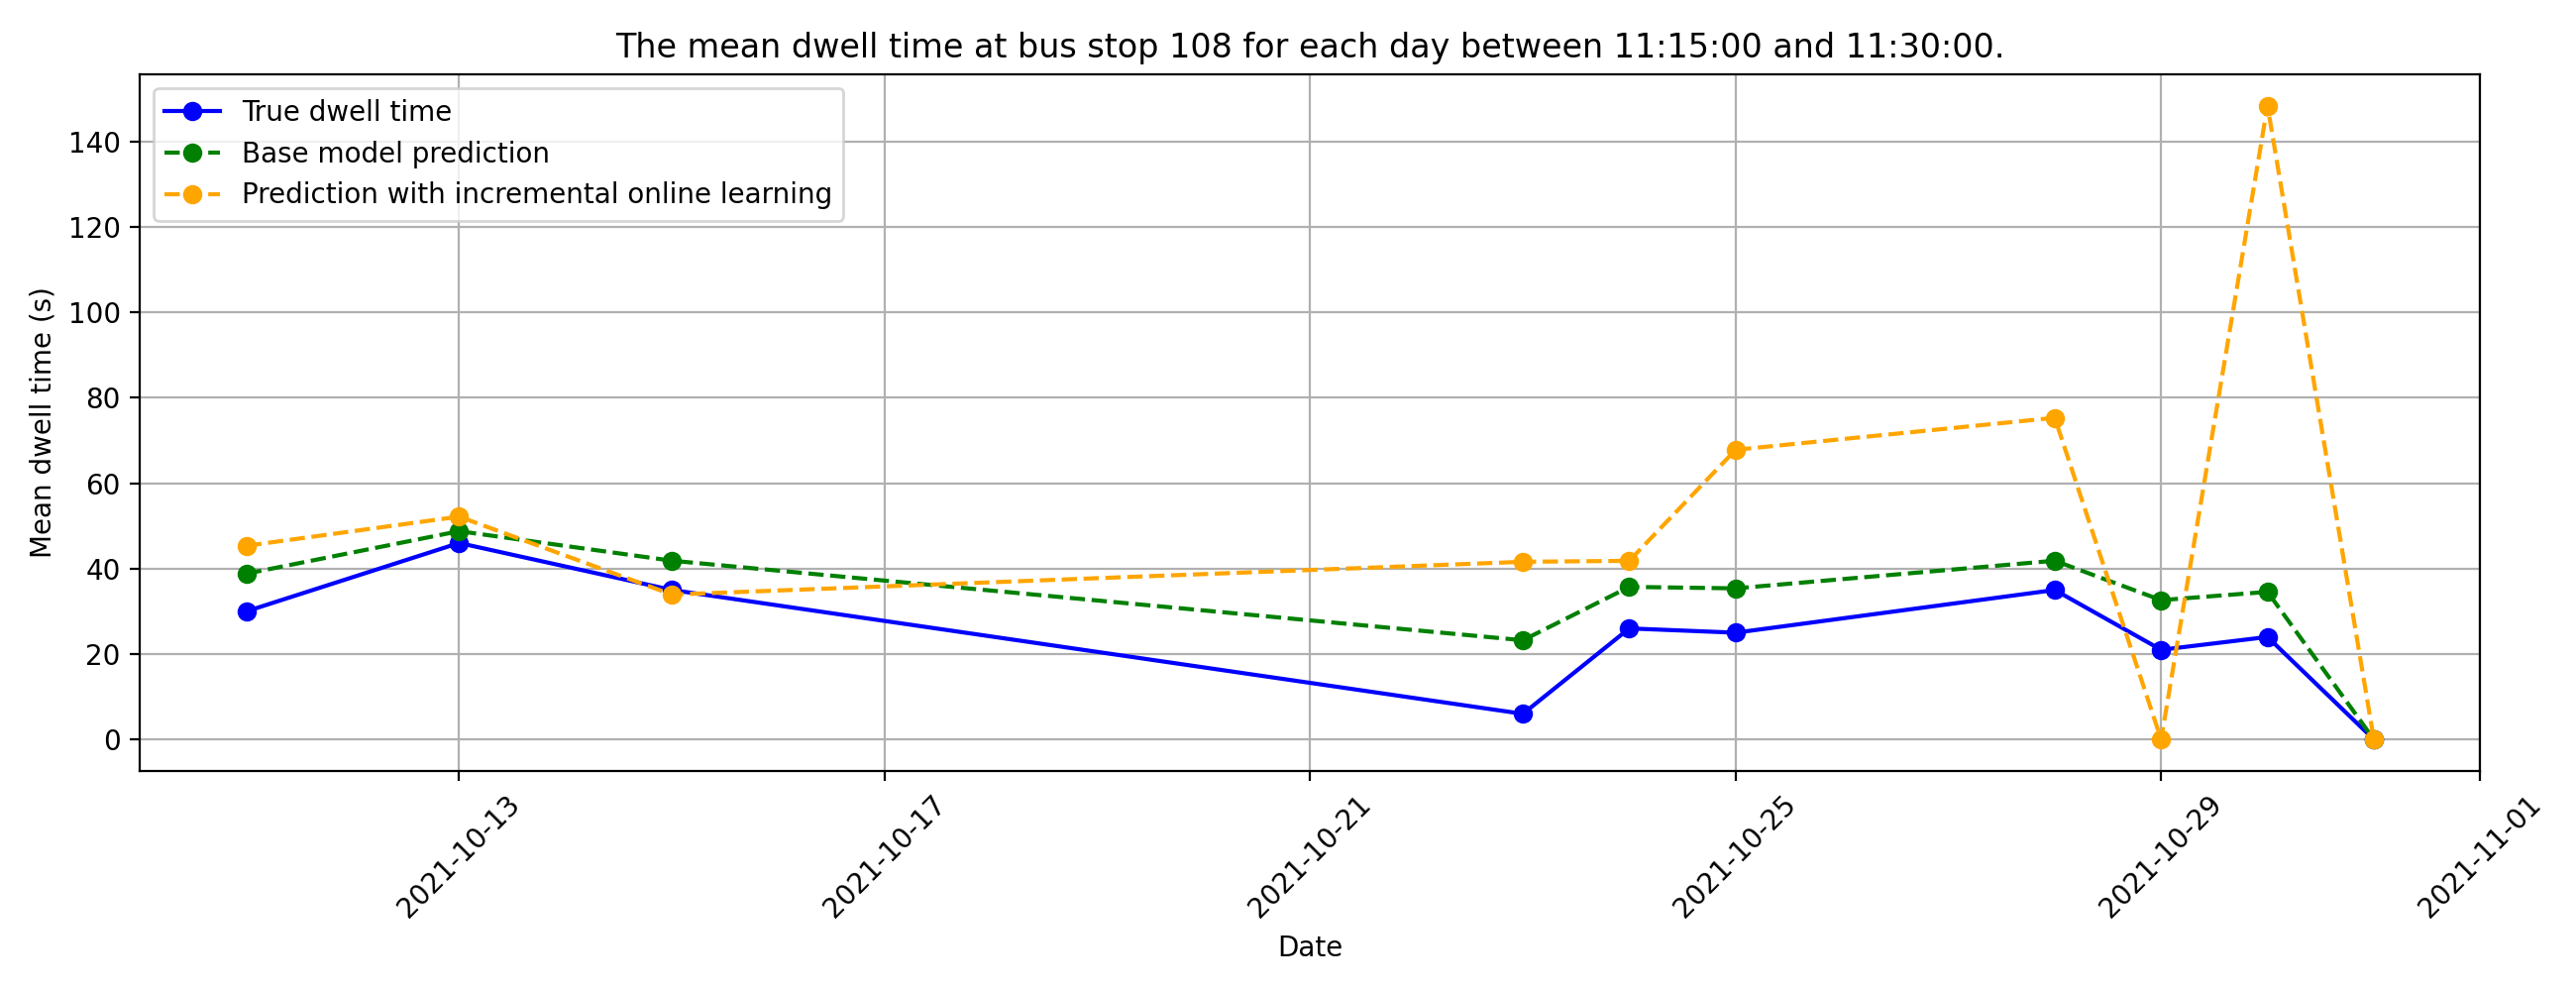 The mean dwell time at bus stop 108 for each day between 11:15:00 and 11:30:00.
True dwell time
Base model prediction
Prediction with incremental online learning
Mean dwell time (s)
140
120
100
80
60
40
20
0
2021-10-13
2021-10-17
2021-10-21
2021-10-25
2021-10-29
2021-11-01
Date